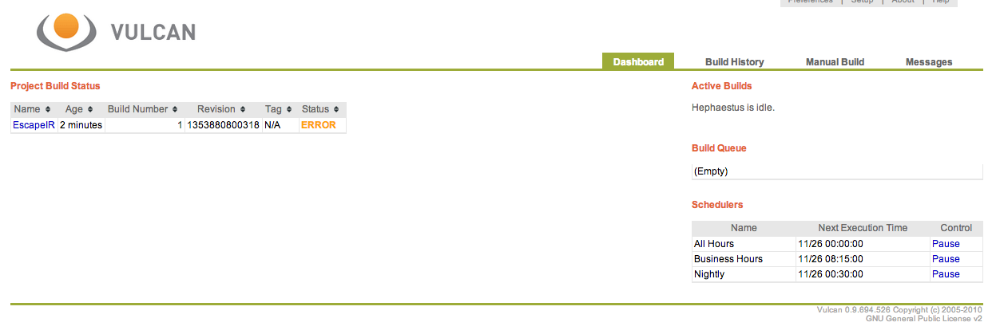 Preferences | Setup | About | Help
VULCAN
Dashboard Build History Manual Build Messages
Project Build Status
Name Age Build Number Revision Tag Status
EscapeIR 2 minutes 1 1353880800318 N/A ERROR
Active Builds
Hephaestus is idle.
Build Queue
(Empty)
Schedulers
Name Next Execution Time Control
All Hours 11/26 00:00:00 Pause
Business Hours 11/26 08:15:00 Pause
Nightly 11/26 00:30:00 Pause
Vulcan 0.9.694.526 Copyright (c) 2005-2010
GNU General Public License v2